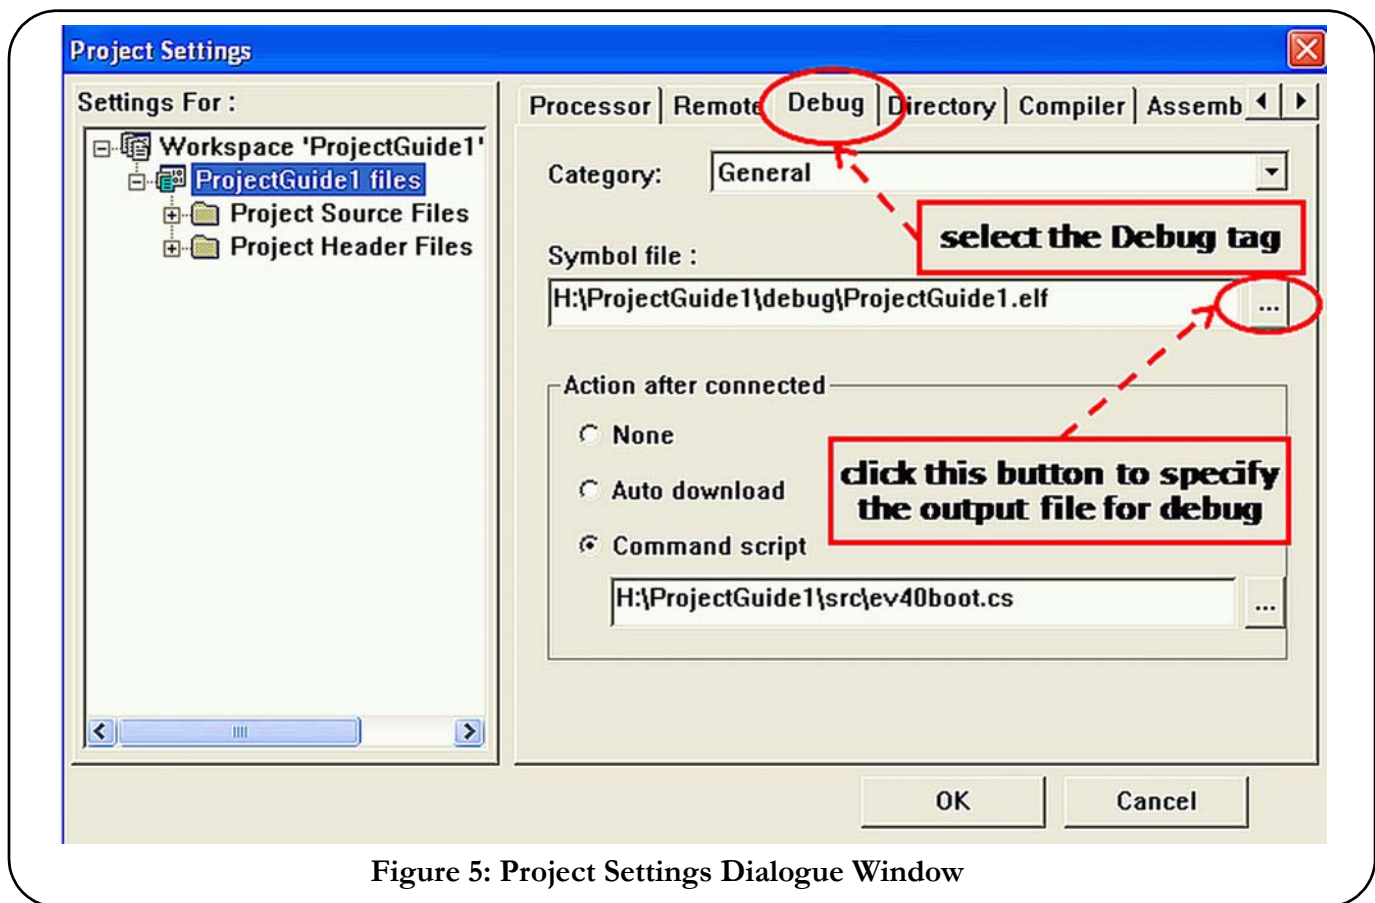 Project Settings
Settings For :
Workspace 'ProjectGuide1'
ProjectGuide1 files
Project Source Files
Project Header Files
Processor Remote Debug Directory Compiler Assemb
Category: General
select the Debug tag
Symbol file :
H:\ProjectGuide1\debug\ProjectGuide1.elf ...
Action after connected
None
Auto download
Command script
click this button to specify
the output file for debug
H:\ProjectGuide1\src\ev40boot.cs ...
OK Cancel
Figure 5: Project Settings Dialogue Window